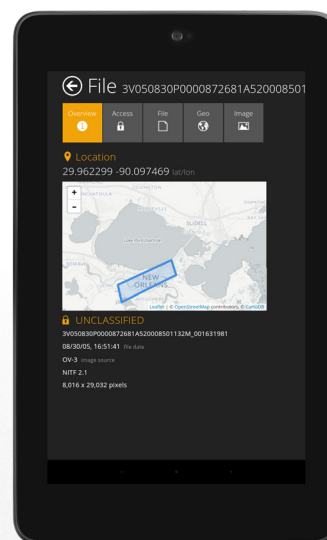 File 3V050830P0000872681A520008501
Overview Access File Geo Image
Location
29.962299 -90.097469 lat/lon
+
-
SLIDELL
NEW ORLEANS
Leaflet | © OpenStreetMap contributors, © CartoDB
UNCLASSIFIED
3V050830P0000872681A520008501132M_001631981
08/30/05, 16:51:41 file date
OV-3 image source
NITF 2.1
8,016 x 29,032 pixels